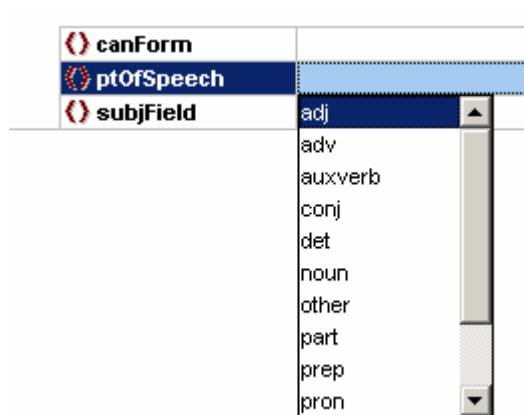 canForm
ptOfSpeech
subjField
adj
adv
auxverb
conj
det
noun
other
part
prep
pron